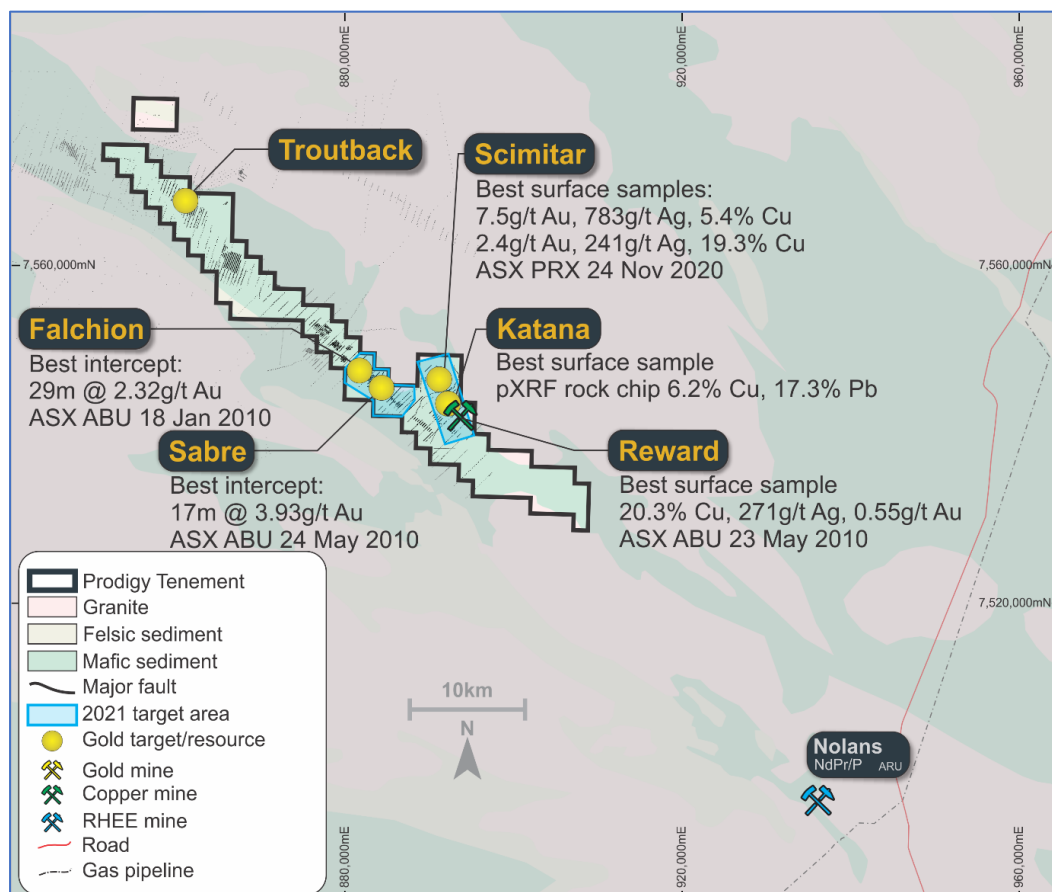 880,000mE
920,000mE
960,000mE
Troutback
Scimitar
Best surface samples:
7.5g/t Au, 783g/t Ag, 5.4% Cu
2.4g/t Au, 241g/t Ag, 19.3% Cu
ASX PRX 24 Nov 2020
7,560,000mN
7,560,000mN
Falchion
Best intercept:
29m @ 2.32g/t Au
ASX ABU 18 Jan 2010
Katana
Best surface sample
pXRF rock chip 6.2% Cu, 17.3% Pb
Sabre
Best intercept:
17m @ 3.93g/t Au
ASX ABU 24 May 2010
Reward
Best surface sample
20.3% Cu, 271g/t Ag, 0.55g/t Au
ASX ABU 23 May 2010
7,520,000mN
Prodigy Tenement
Granite
Felsic sediment
Mafic sediment
Major fault
2021 target area
Gold target/resource
Gold mine
Copper mine
RHEE mine
Road
Gas pipeline
10km
N
Nolans
NdPr/P ARU
880,000mE
920,000mE
960,000mE